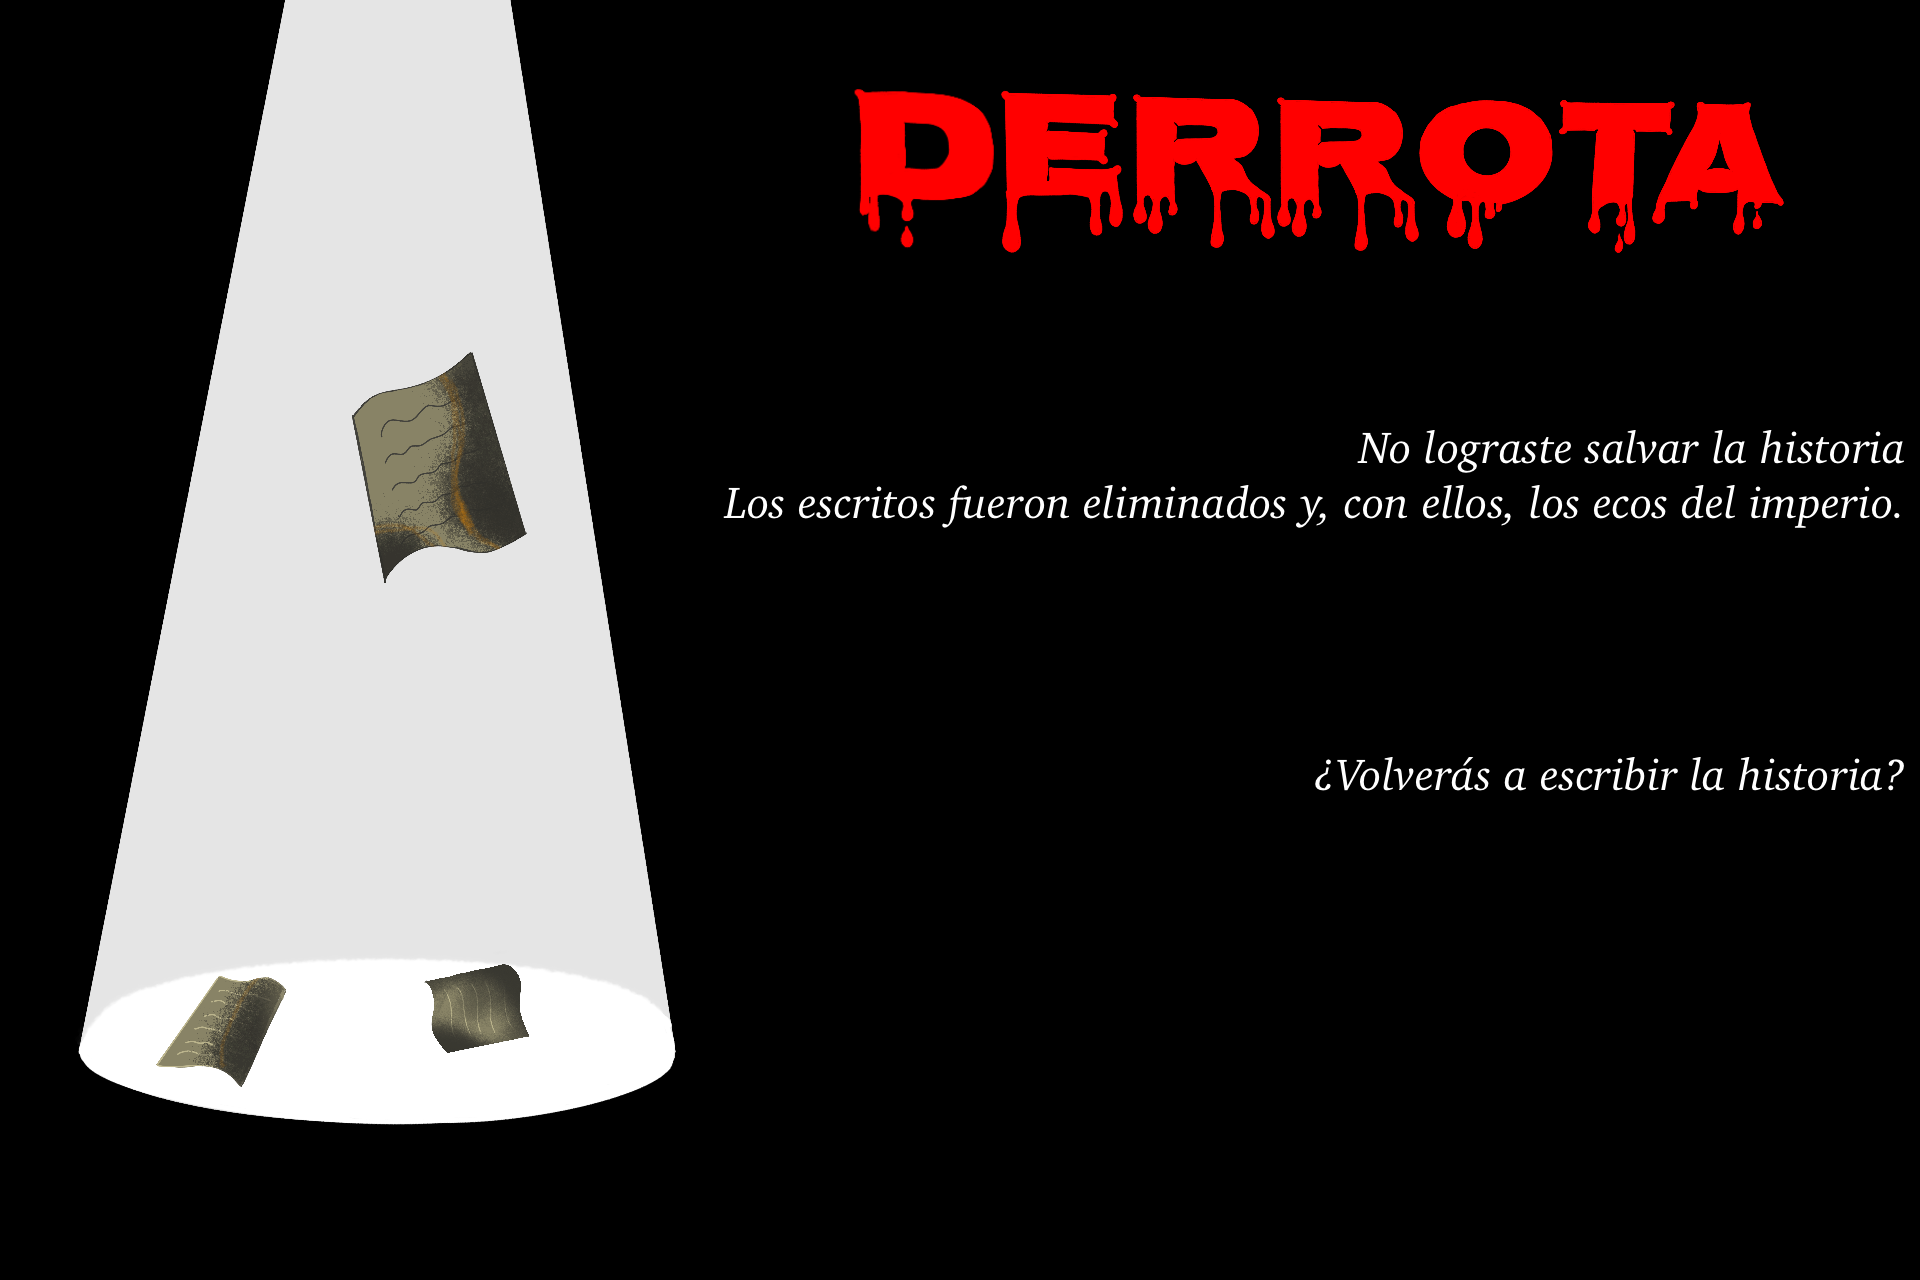 DERROTA
No lograste salvar la historia
Los escritos fueron eliminados y, con ellos, los ecos del imperio.
¿Volverás a escribir la historia?